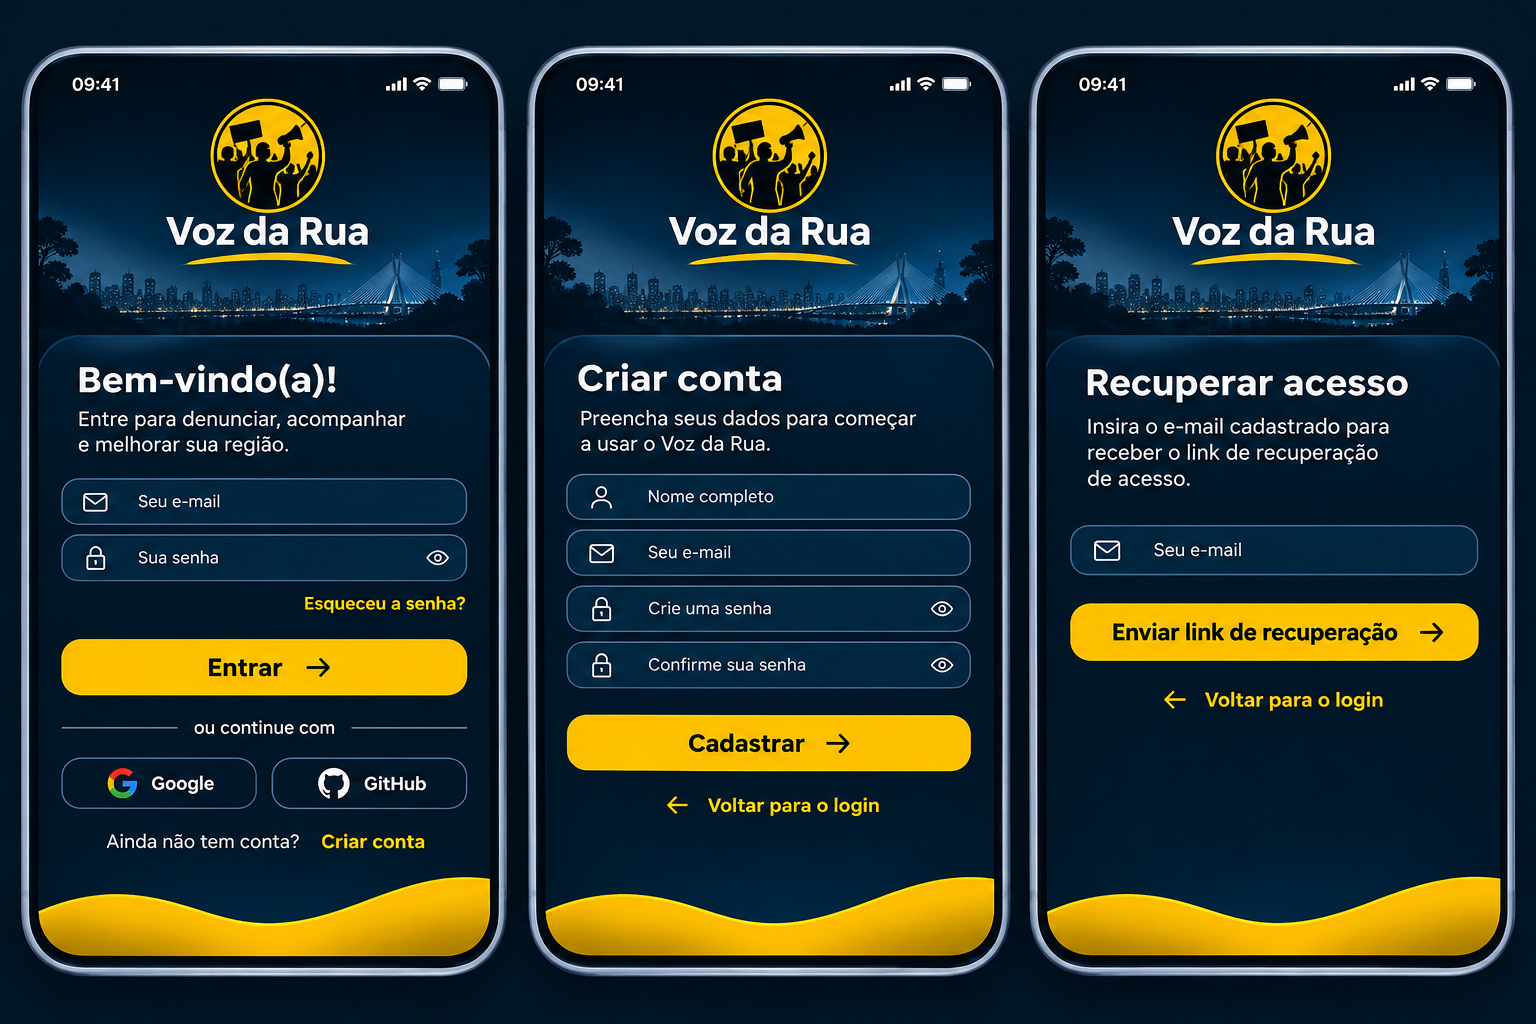 09:41
Voz da Rua
Bem-vindo(a)!
Entre para denunciar, acompanhar
e melhorar sua região.
Seu e-mail
Sua senha
Esqueceu a senha?
Entrar
ou continue com
Google
GitHub
Ainda não tem conta? Criar conta
09:41
Voz da Rua
Criar conta
Preencha seus dados para começar
a usar o Voz da Rua.
Nome completo
Seu e-mail
Crie uma senha
Confirme sua senha
Cadastrar
Voltar para o login
09:41
Voz da Rua
Recuperar acesso
Insira o e-mail cadastrado para
receber o link de recuperação
de acesso.
Seu e-mail
Enviar link de recuperação
Voltar para o login